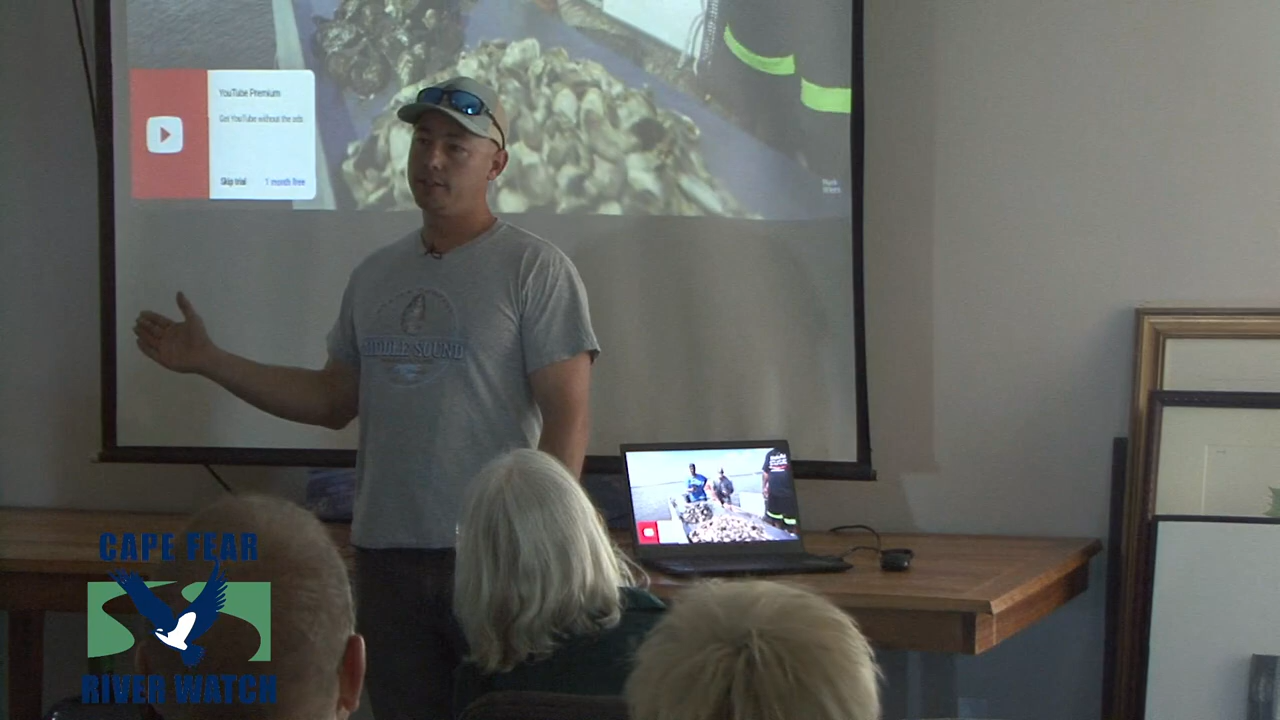 YouTube Premium
Get YouTube without the ads
Skip trial
1 month free
MIDDLE SOUND
CAPE FEAR
RIVER WATCH